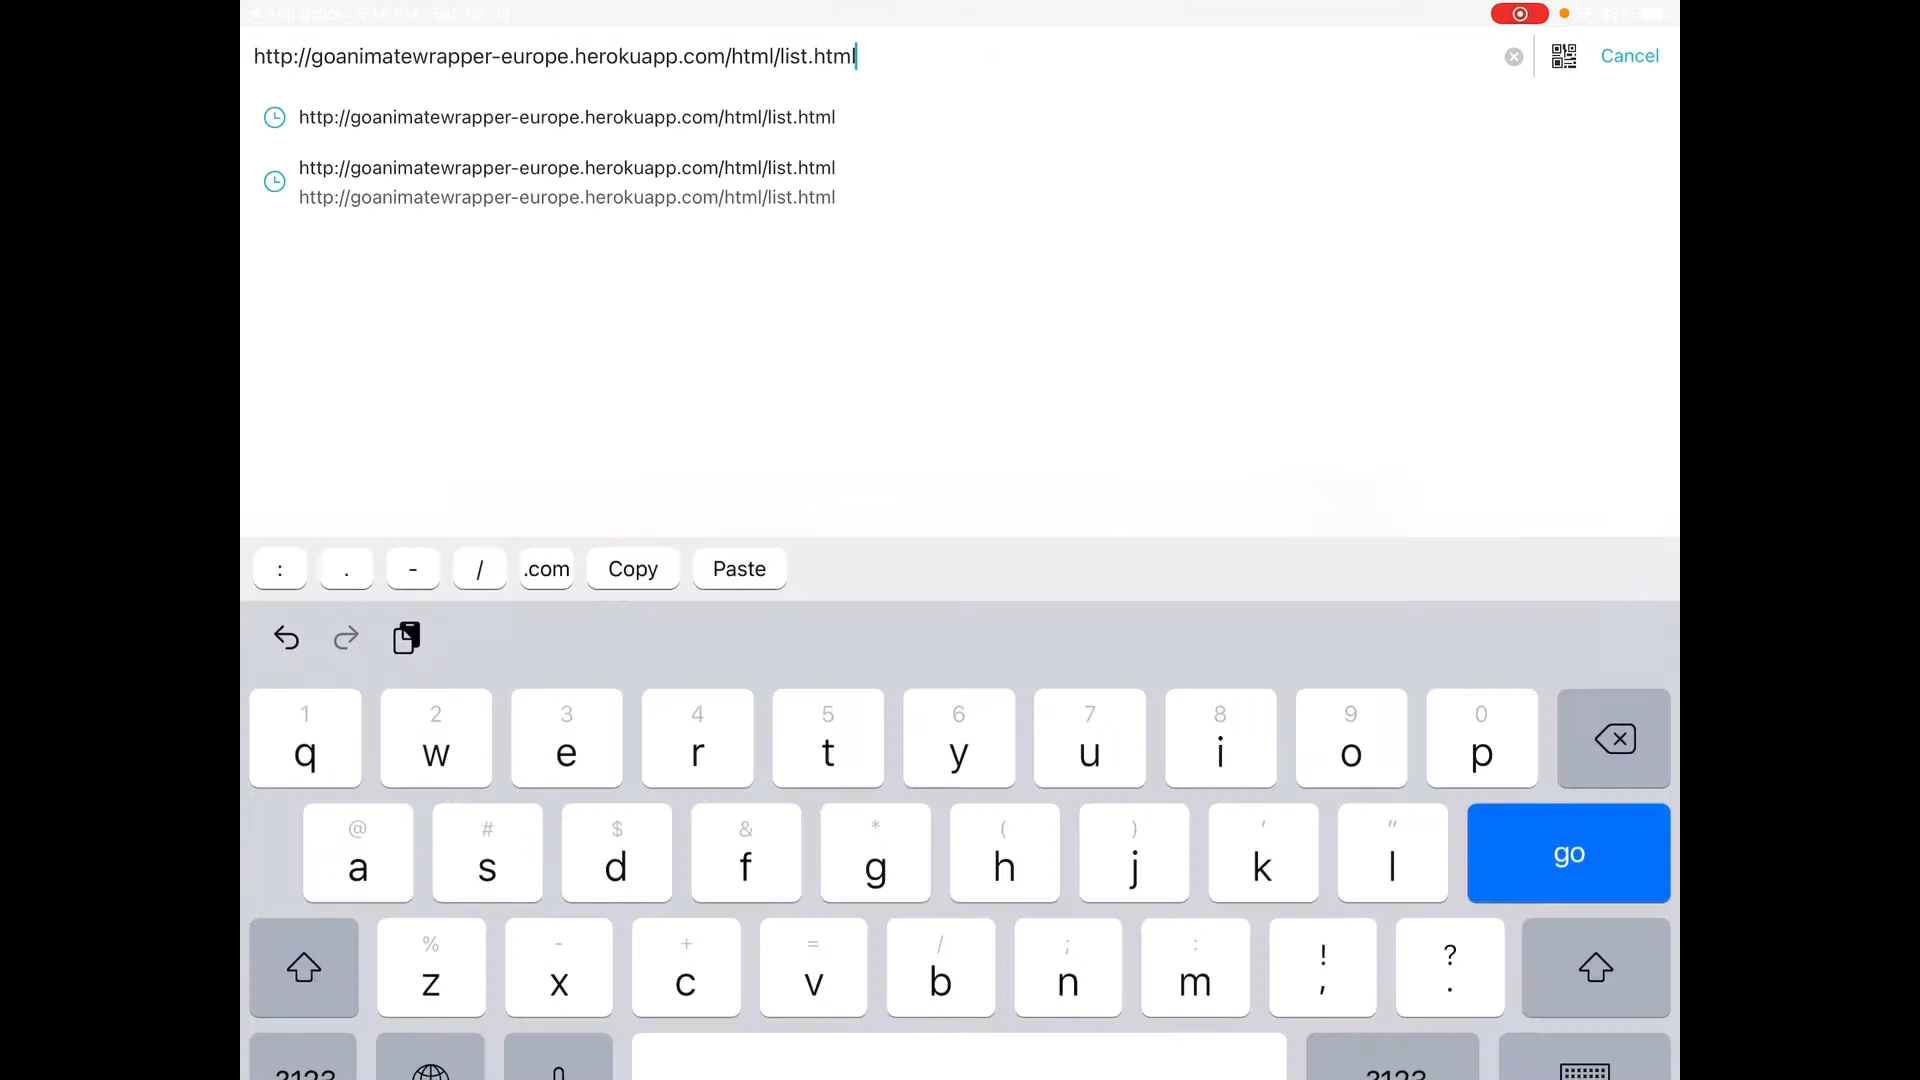 http://goanimatewrapper-europe.herokuapp.com/html/list.html
Cancel
http://goanimatewrapper-europe.herokuapp.com/html/list.html
http://goanimatewrapper-europe.herokuapp.com/html/list.html
http://goanimatewrapper-europe.herokuapp.com/html/list.html
: . - / .com Copy Paste
1 2 3 4 5 6 7 8 9 0
q w e r t y u i o p
@ # $ & * ( ) ' "
a s d f g h j k l go
% - + = / ; : ! ?
z x c v b n m , .